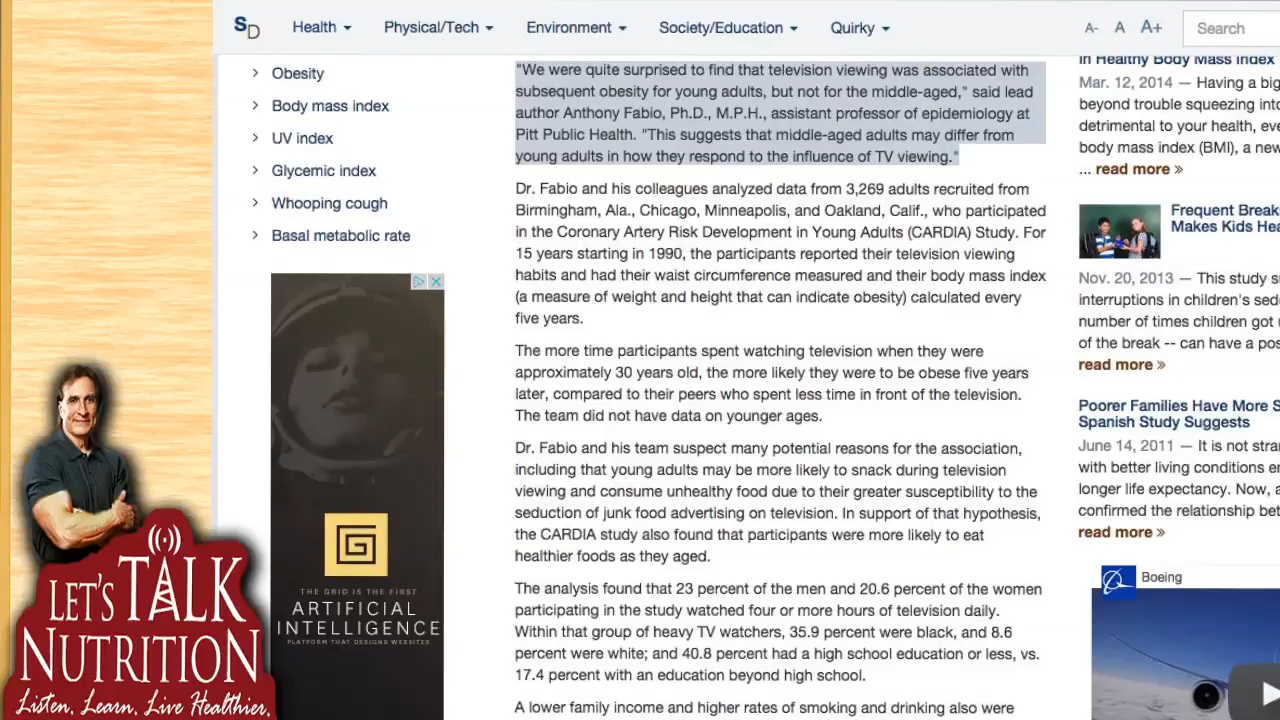 SD
Health
Physical/Tech
Environment
Society/Education
Quirky
A-
A
A+
Search
Obesity
Body mass index
UV index
Glycemic index
Whooping cough
Basal metabolic rate
THE GRID IS THE FIRST
ARTIFICIAL
INTELLIGENCE
PLATFORM THAT DESIGNS WEBSITES
LET'S TALK
NUTRITION
Listen. Learn. Live Healthier.
"We were quite surprised to find that television viewing was associated with
subsequent obesity for young adults, but not for the middle-aged," said lead
author Anthony Fabio, Ph.D., M.P.H., assistant professor of epidemiology at
Pitt Public Health. "This suggests that middle-aged adults may differ from
young adults in how they respond to the influence of TV viewing."
Dr. Fabio and his colleagues analyzed data from 3,269 adults recruited from
Birmingham, Ala., Chicago, Minneapolis, and Oakland, Calif., who participated
in the Coronary Artery Risk Development in Young Adults (CARDIA) Study. For
15 years starting in 1990, the participants reported their television viewing
habits and had their waist circumference measured and their body mass index
(a measure of weight and height that can indicate obesity) calculated every
five years.
The more time participants spent watching television when they were
approximately 30 years old, the more likely they were to be obese five years
later, compared to their peers who spent less time in front of the television.
The team did not have data on younger ages.
Dr. Fabio and his team suspect many potential reasons for the association,
including that young adults may be more likely to snack during television
viewing and consume unhealthy food due to their greater susceptibility to the
seduction of junk food advertising on television. In support of that hypothesis,
the CARDIA study also found that participants were more likely to eat
healthier foods as they aged.
The analysis found that 23 percent of the men and 20.6 percent of the women
participating in the study watched four or more hours of television daily.
Within that group of heavy TV watchers, 35.9 percent were black, and 8.6
percent were white; and 40.8 percent had a high school education or less, vs.
17.4 percent with an education beyond high school.
A lower family income and higher rates of smoking and drinking also were
in Healthy Body Mass Index
Mar. 12, 2014 — Having a big
beyond trouble squeezing into
detrimental to your health, eve
body mass index (BMI), a new
... read more »
Frequent Breaks
Makes Kids Hea
Nov. 20, 2013 — This study s
interruptions in children's sed
number of times children got u
of the break -- can have a pos
read more »
Poorer Families Have More S
Spanish Study Suggests
June 14, 2011 — It is not stra
with better living conditions e
longer life expectancy. Now, a
confirmed the relationship bet
read more »
Boeing